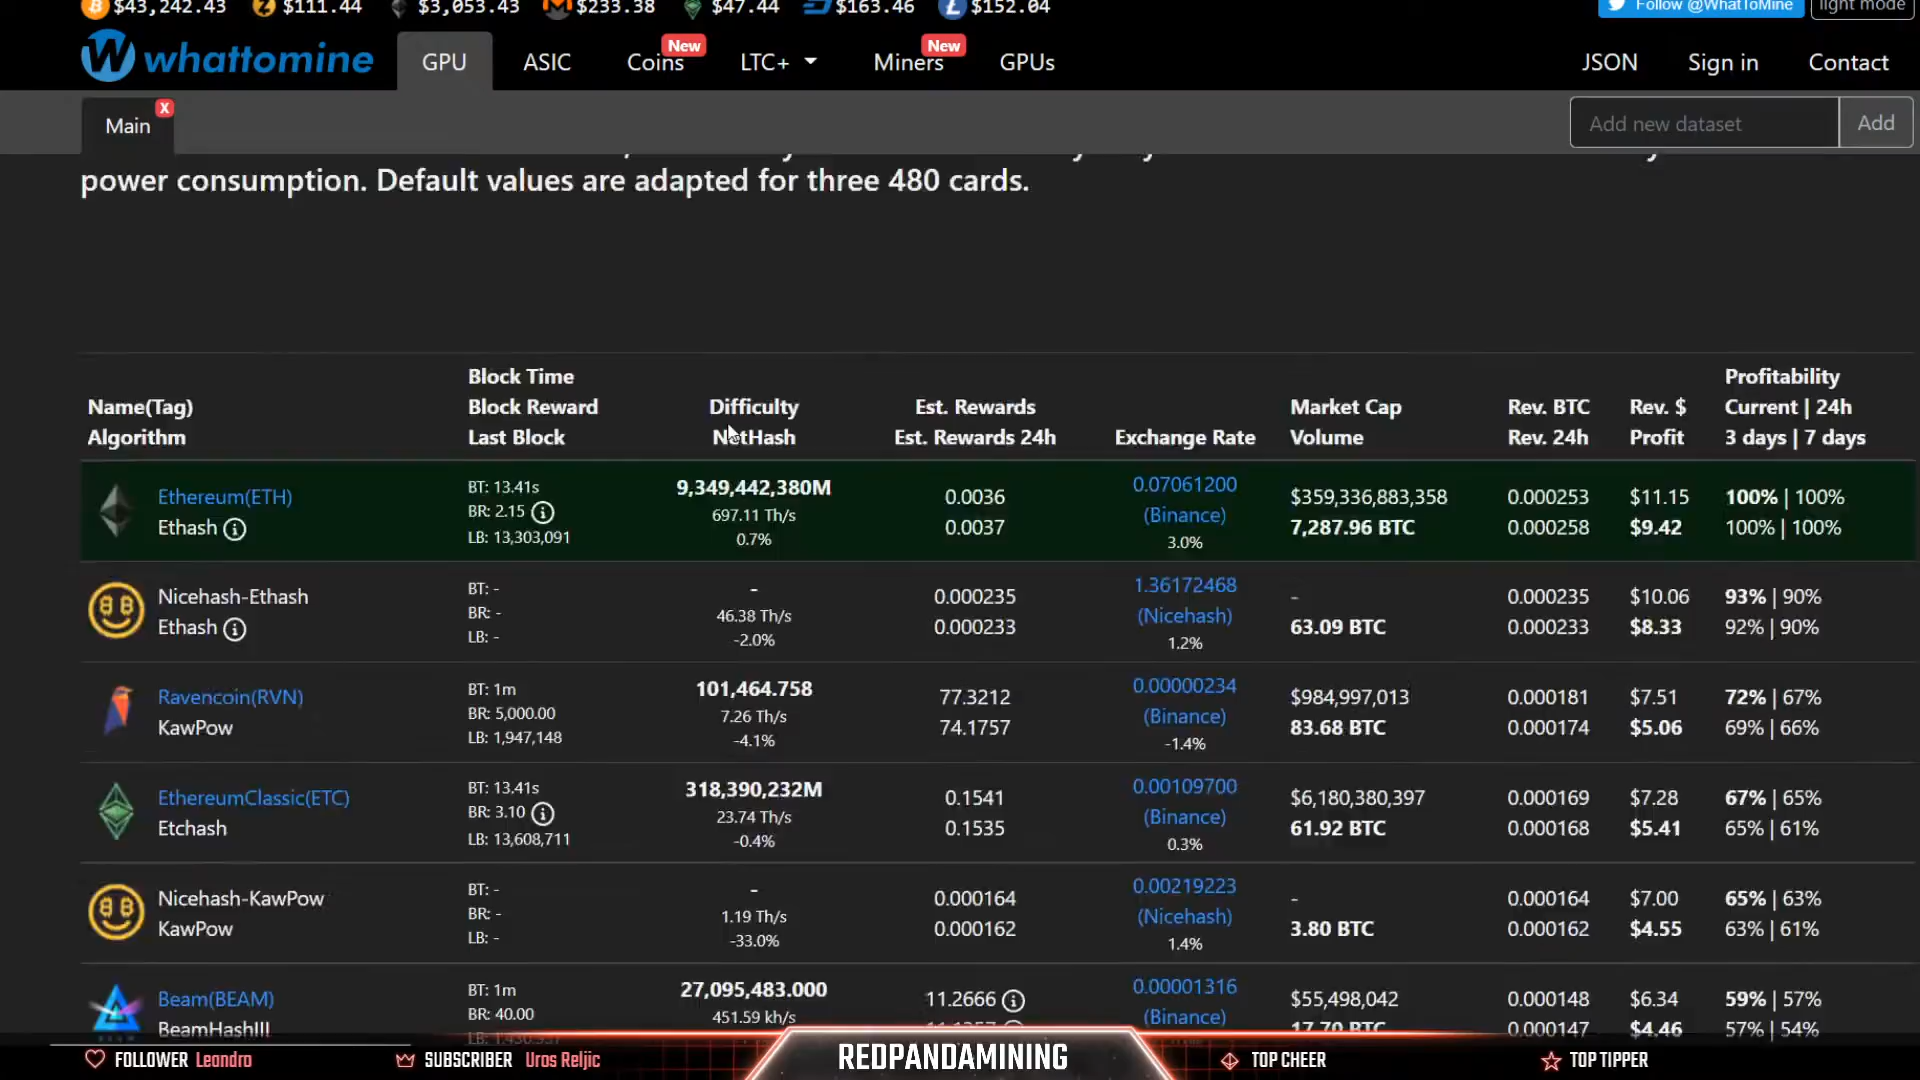 $43,242.43 $111.44 $3,053.43 $233.38 $47.44 $163.46 $152.04 Follow @WhatToMine light mode
whattomine GPU ASIC Coins New LTC+ Miners New GPUs JSON Sign in Contact
Main x Add new dataset Add
power consumption. Default values are adapted for three 480 cards.
Name(Tag)
Algorithm
Block Time
Block Reward
Last Block
Difficulty
NetHash
Est. Rewards
Est. Rewards 24h
Exchange Rate
Market Cap
Volume
Rev. BTC
Rev. 24h
Rev. $
Profit
Profitability
Current | 24h
3 days | 7 days
Ethereum(ETH)
Ethash
BT: 13.41s
BR: 2.15
LB: 13,303,091
9,349,442,380M
697.11 Th/s
0.7%
0.0036
0.0037
0.07061200
(Binance)
3.0%
$359,336,883,358
7,287.96 BTC
0.000253
0.000258
$11.15
$9.42
100% | 100%
100% | 100%
Nicehash-Ethash
Ethash
BT: -
BR: -
LB: -
-
46.38 Th/s
-2.0%
0.000235
0.000233
1.36172468
(Nicehash)
1.2%
-
63.09 BTC
0.000235
0.000233
$10.06
$8.33
93% | 90%
92% | 90%
Ravencoin(RVN)
KawPow
BT: 1m
BR: 5,000.00
LB: 1,947,148
101,464.758
7.26 Th/s
-4.1%
77.3212
74.1757
0.00000234
(Binance)
-1.4%
$984,997,013
83.68 BTC
0.000181
0.000174
$7.51
$5.06
72% | 67%
69% | 66%
EthereumClassic(ETC)
Etchash
BT: 13.41s
BR: 3.10
LB: 13,608,711
318,390,232M
23.74 Th/s
-0.4%
0.1541
0.1535
0.00109700
(Binance)
0.3%
$6,180,380,397
61.92 BTC
0.000169
0.000168
$7.28
$5.41
67% | 65%
65% | 61%
Nicehash-KawPow
KawPow
BT: -
BR: -
LB: -
-
1.19 Th/s
-33.0%
0.000164
0.000162
0.00219223
(Nicehash)
1.4%
-
3.80 BTC
0.000164
0.000162
$7.00
$4.55
65% | 63%
63% | 61%
Beam(BEAM)
BeamHashIII
BT: 1m
BR: 40.00
27,095,483.000
451.59 kh/s
11.2666
0.00001316
(Binance)
$55,498,042
17.70 BTC
0.000148
0.000147
$6.34
$4.46
59% | 57%
57% | 54%
FOLLOWER Leandro SUBSCRIBER Uros Reljic REDPANDAMINING TOP CHEER TOP TIPPER